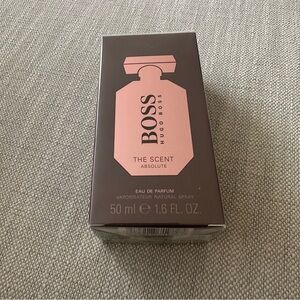 BOSS
HUGO BOSS
THE SCENT
ABSOLUTE
EAU DE PARFUM
VAPORISATEUR NATURAL SPRAY
50 ml ℮ 1.6 FL. OZ.